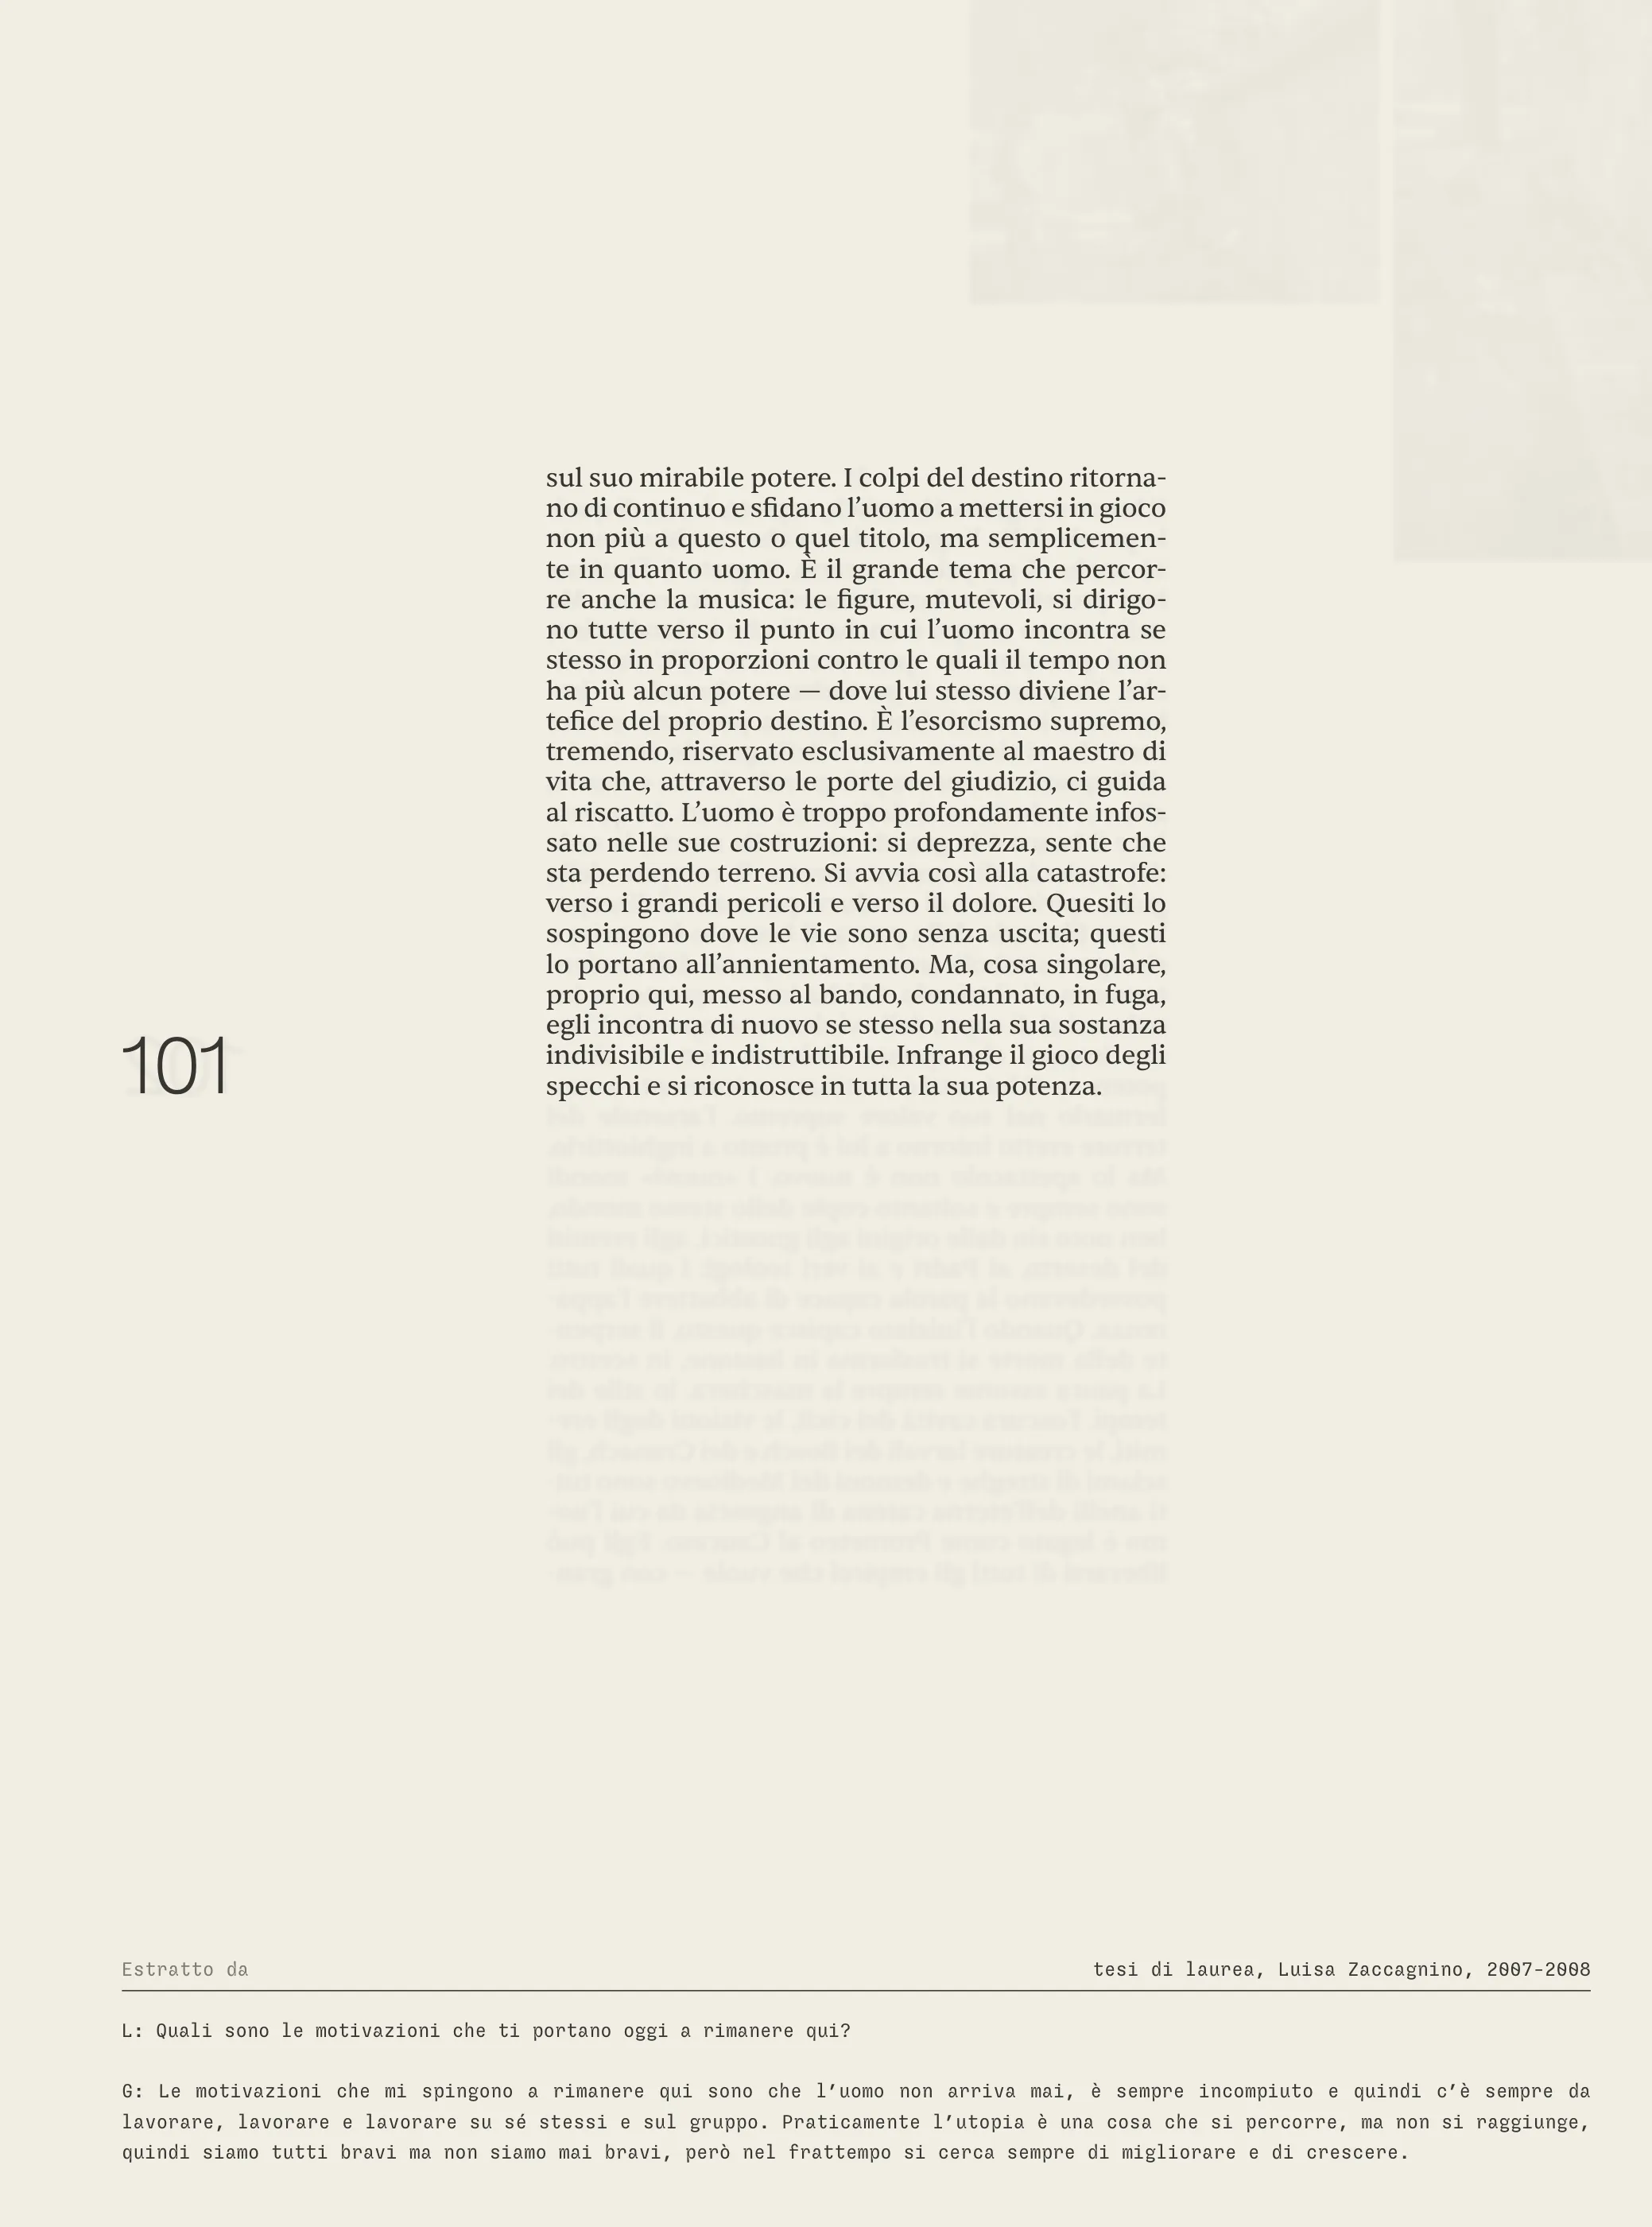 sul suo mirabile potere. I colpi del destino ritorna-
no di continuo e sfidano l’uomo a mettersi in gioco
non più a questo o quel titolo, ma semplicemen-
te in quanto uomo. È il grande tema che percor-
re anche la musica: le figure, mutevoli, si dirigo-
no tutte verso il punto in cui l’uomo incontra se
stesso in proporzioni contro le quali il tempo non
ha più alcun potere — dove lui stesso diviene l’ar-
tefice del proprio destino. È l’esorcismo supremo,
tremendo, riservato esclusivamente al maestro di
vita che, attraverso le porte del giudizio, ci guida
al riscatto. L’uomo è troppo profondamente infos-
sato nelle sue costruzioni: si deprezza, sente che
sta perdendo terreno. Si avvia così alla catastrofe:
verso i grandi pericoli e verso il dolore. Quesiti lo
sospingono dove le vie sono senza uscita; questi
lo portano all’annientamento. Ma, cosa singolare,
proprio qui, messo al bando, condannato, in fuga,
egli incontra di nuovo se stesso nella sua sostanza
indivisibile e indistruttibile. Infrange il gioco degli
specchi e si riconosce in tutta la sua potenza.
101
Estratto da
tesi di laurea, Luisa Zaccagnino, 2007-2008
L: Quali sono le motivazioni che ti portano oggi a rimanere qui?
G: Le motivazioni che mi spingono a rimanere qui sono che l’uomo non arriva mai, è sempre incompiuto e quindi c’è sempre da
lavorare, lavorare e lavorare su sé stessi e sul gruppo. Praticamente l’utopia è una cosa che si percorre, ma non si raggiunge,
quindi siamo tutti bravi ma non siamo mai bravi, però nel frattempo si cerca sempre di migliorare e di crescere.